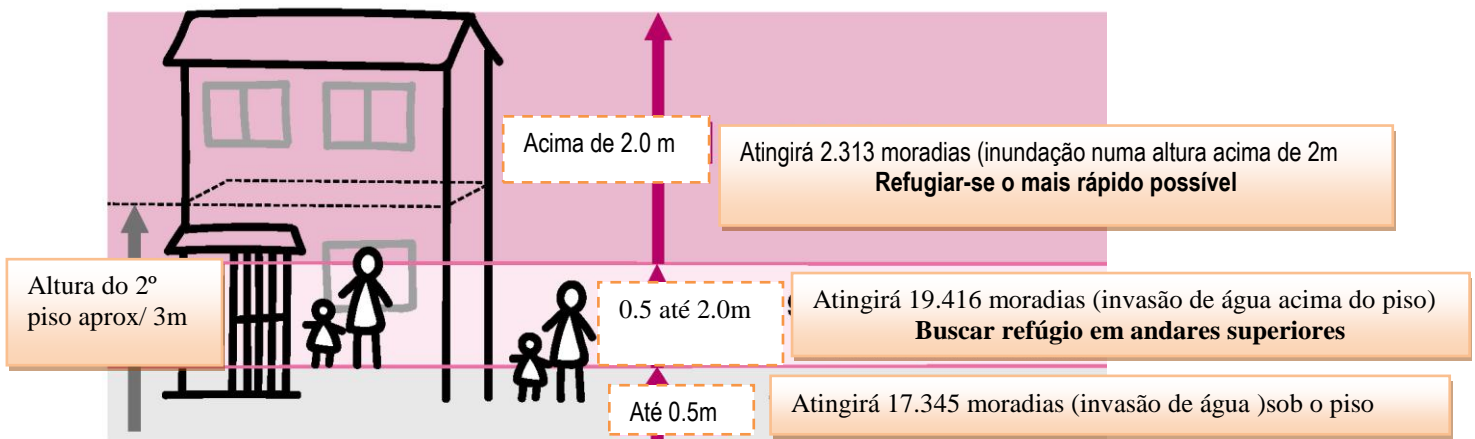 Acima de 2.0 m
Atingirá 2.313 moradias (inundação numa altura acima de 2m
Refugiar-se o mais rápido possível
Altura do 2º
piso aprox/ 3m
0.5 até 2.0m
Atingirá 19.416 moradias (invasão de água acima do piso)
Buscar refúgio em andares superiores
Até 0.5m
Atingirá 17.345 moradias (invasão de água )sob o piso